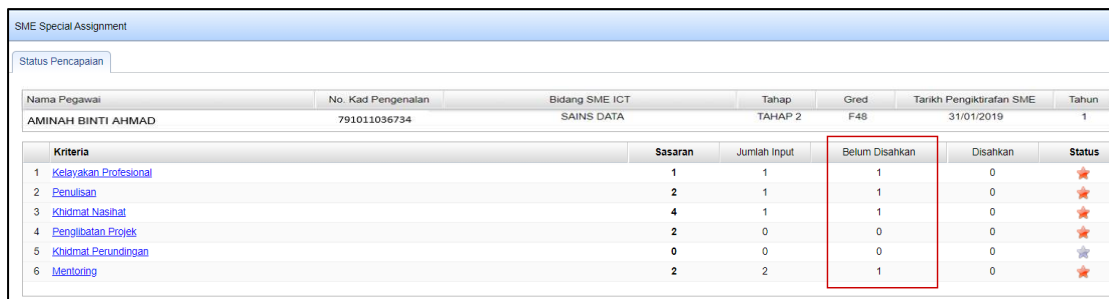 SME Special Assignment
Status Pencapaian
Nama Pegawai No. Kad Pengenalan Bidang SME ICT Tahap Gred Tarikh Pengiktirafan SME Tahun
AMINAH BINTI AHMAD 791011036734 SAINS DATA TAHAP 2 F48 31/01/2019 1
Kriteria Sasaran Jumlah Input Belum Disahkan Disahkan Status
1 Kelayakan Profesional 1 1 1 0
2 Penulisan 2 1 1 0
3 Khidmat Nasihat 4 1 1 0
4 Penglibatan Projek 2 0 0 0
5 Khidmat Perundingan 0 0 0 0
6 Mentoring 2 2 1 0